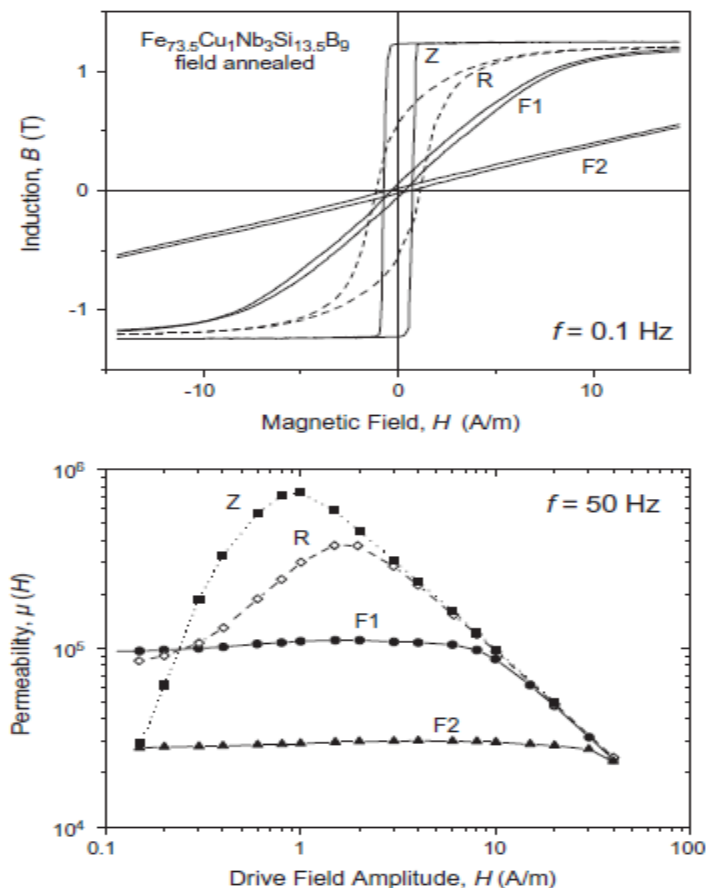 Fe73.5Cu1Nb3Si13.5B9
field annealed
Z
R
F1
F2
1
0
-1
Induction, B (T)
f = 0.1 Hz
-10 0 10
Magnetic Field, H (A/m)
10^6
10^5
10^4
Permeability, μ (H)
f = 50 Hz
Z
R
F1
F2
0.1 1 10 100
Drive Field Amplitude, H (A/m)